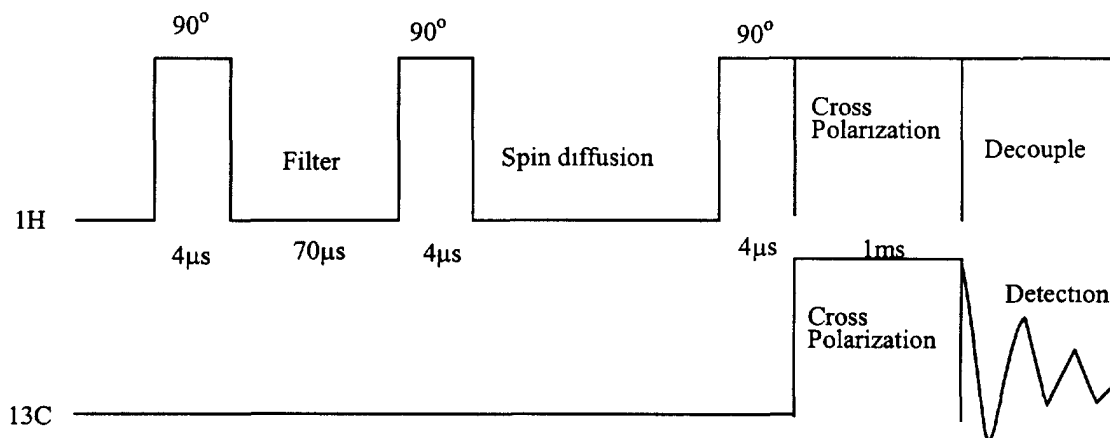 90° 90° 90°
Cross
Polarization
Filter Spin diffusion Decouple
1H
4μs 70μs 4μs 4μs 1ms
Detection
Cross
Polarization
13C